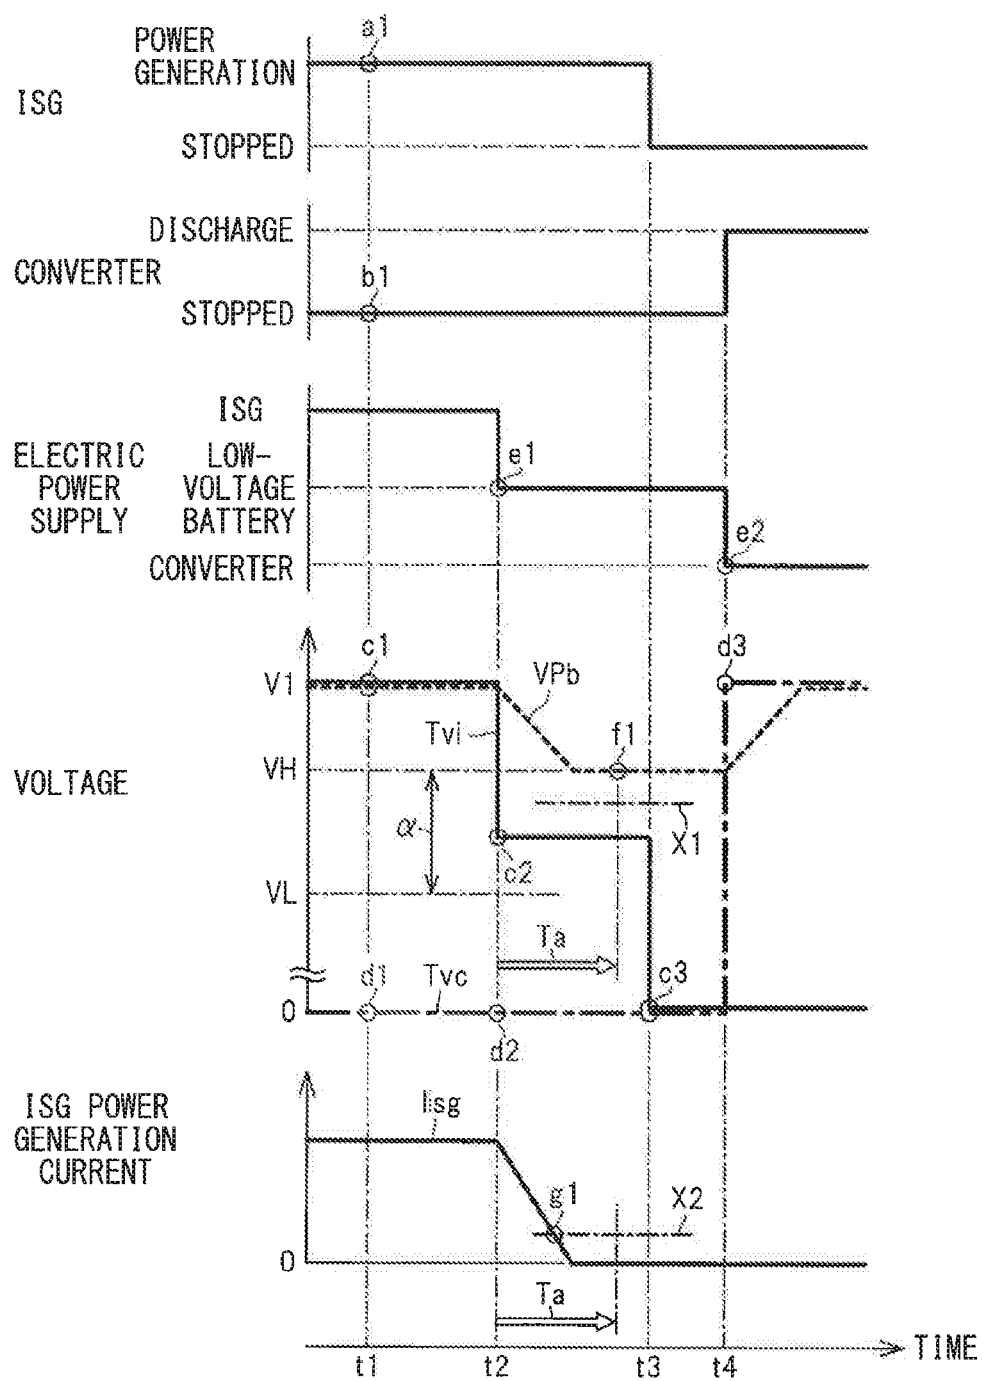 a1
POWER
GENERATION
ISG
STOPPED
DISCHARGE
CONVERTER
b1
STOPPED
ISG
ELECTRIC
POWER
SUPPLY
LOW-
VOLTAGE
BATTERY
e1
e2
CONVERTER
c1
d3
V1
VPb
Tvi
f1
VH
VOLTAGE
α
X1
c2
VL
Ta
c3
d1
Tvc
0
d2
ISG POWER
GENERATION
CURRENT
Iisg
g1
X2
0
Ta
TIME
t1
t2
t3
t4